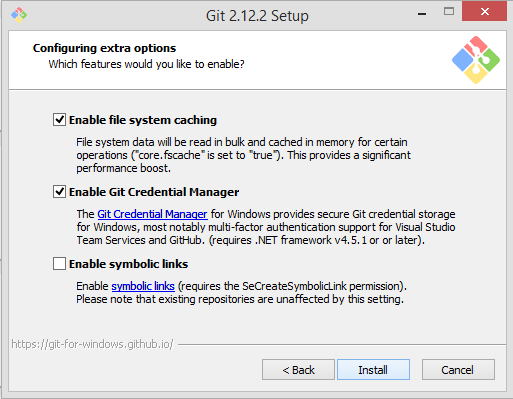 Git 2.12.2 Setup
Configuring extra options
Which features would you like to enable?
Enable file system caching
File system data will be read in bulk and cached in memory for certain
operations ("core.fscache" is set to "true"). This provides a significant
performance boost.
Enable Git Credential Manager
The Git Credential Manager for Windows provides secure Git credential storage
for Windows, most notably multi-factor authentication support for Visual Studio
Team Services and GitHub. (requires .NET framework v4.5.1 or or later).
Enable symbolic links
Enable symbolic links (requires the SeCreateSymbolicLink permission).
Please note that existing repositories are unaffected by this setting.
https://git-for-windows.github.io/
< Back
Install
Cancel